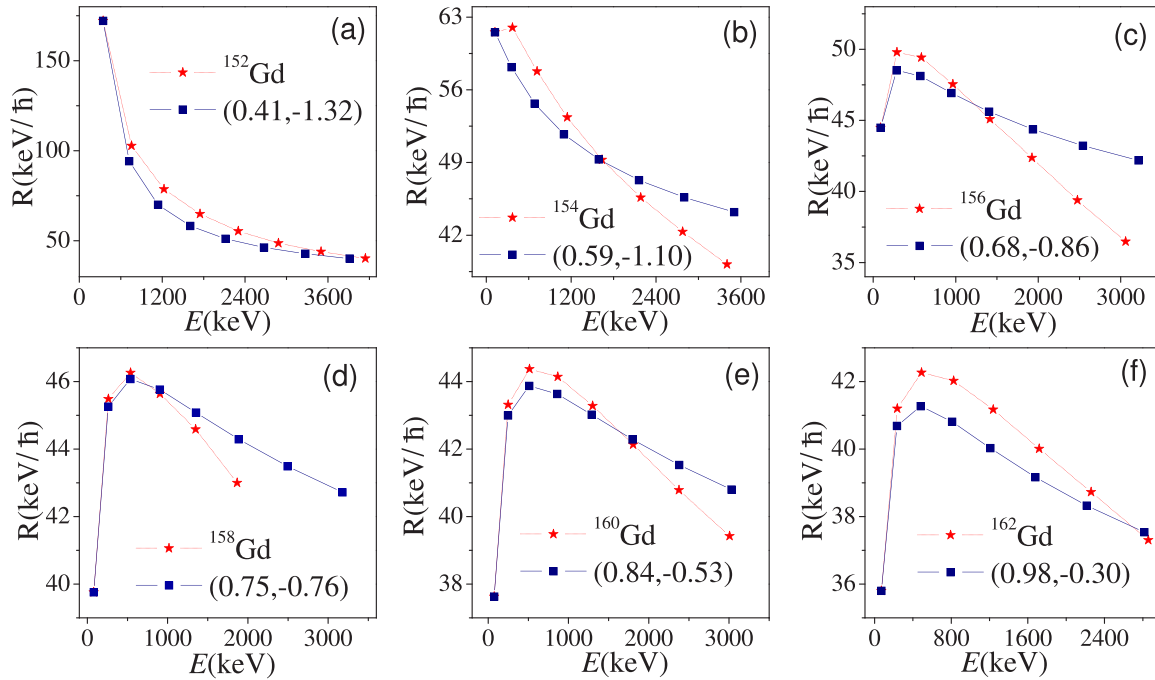 (a)
R(keV/ħ)
175
150
100
50
¹⁵²Gd
(0.41,-1.32)
0 1200 2400 3600
E(keV)
(b)
R(keV/ħ)
63
56
49
42
¹⁵⁴Gd
(0.59,-1.10)
0 1200 2400 3600
E(keV)
(c)
R(keV/ħ)
50
45
40
35
¹⁵⁶Gd
(0.68,-0.86)
0 1000 2000 3000
E(keV)
(d)
R(keV/ħ)
46
44
42
40
¹⁵⁸Gd
(0.75,-0.76)
0 1000 2000 3000
E(keV)
(e)
R(keV/ħ)
44
42
40
38
¹⁶⁰Gd
(0.84,-0.53)
0 1000 2000 3000
E(keV)
(f)
R(keV/ħ)
42
40
38
36
¹⁶²Gd
(0.98,-0.30)
0 800 1600 2400
E(keV)